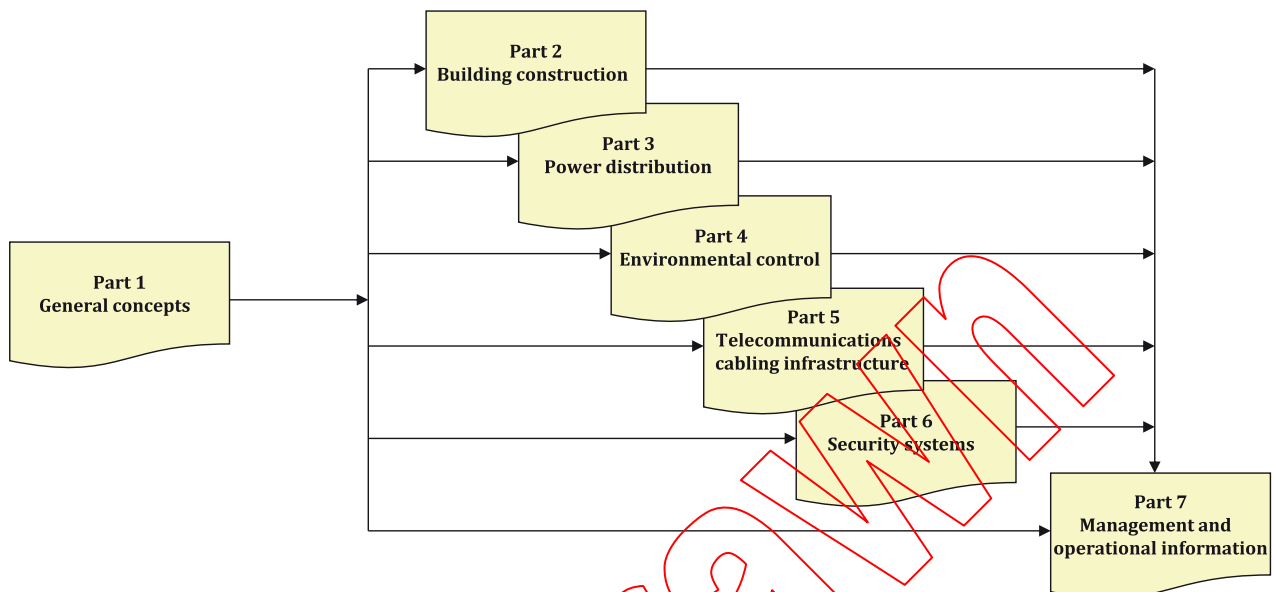 Part 2
Building construction
Part 3
Power distribution
Part 4
Environmental control
Part 1
General concepts
Part 5
Telecommunications
cabling infrastructure
Part 6
Security systems
Part 7
Management and
operational information